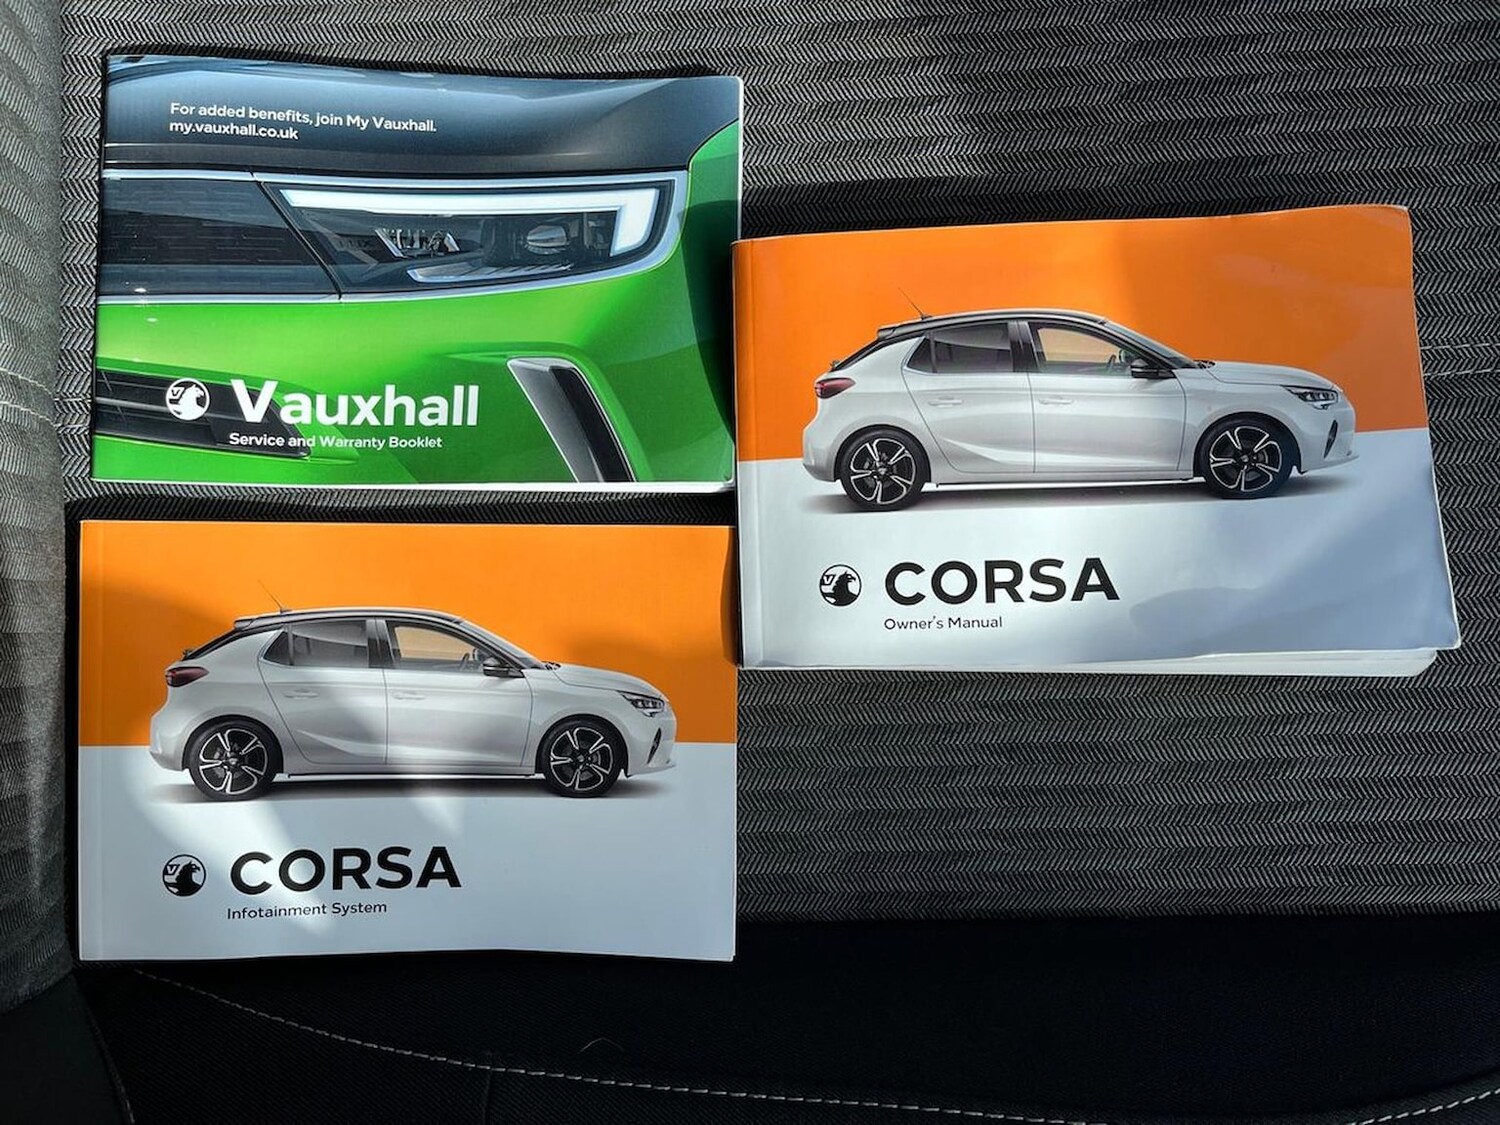 For added benefits, join My Vauxhall.
my.vauxhall.co.uk
Vauxhall
Service and Warranty Booklet
CORSA
Owner's Manual
CORSA
Infotainment System